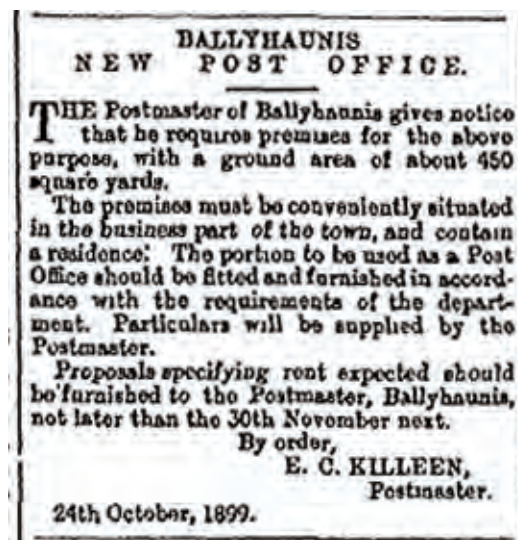 BALLYHAUNIS
NEW POST OFFICE.
THE Postmaster of Ballyhaunis gives notice
that he requires premises for the above
purpose, with a ground area of about 450
square yards.
The premises must be conveniently situated
in the business part of the town, and contain
a residence. The portion to be used as a Post
Office should be fitted and furnished in accord-
ance with the requirements of the depart-
ment. Particulars will be supplied by the
Postmaster.
Proposals specifying rent expected should
be furnished to the Postmaster, Ballyhaunis,
not later than the 30th November next.
By order,
E. C. KILLEEN,
Postmaster.
24th October, 1899.